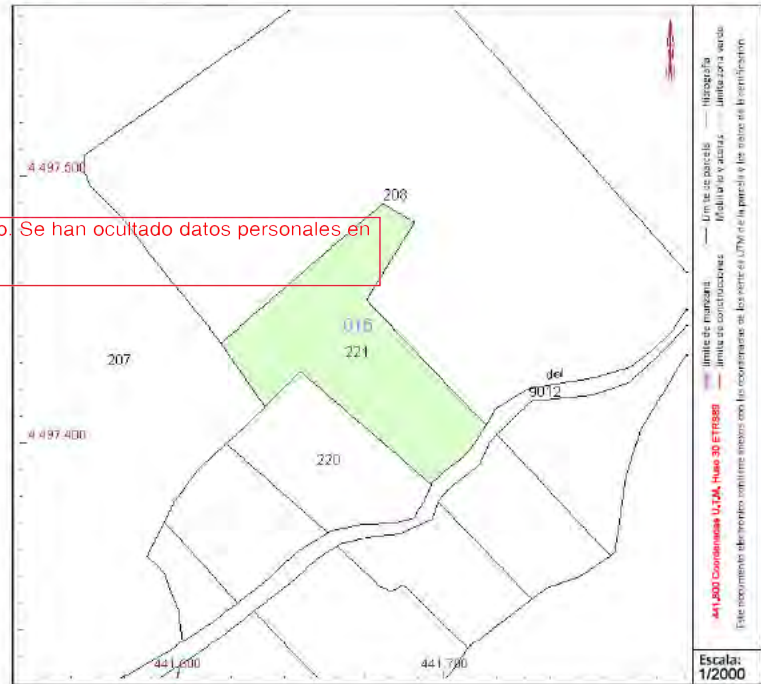 4.497.500
208
o. Se han ocultado datos personales en
015
221
207
del
9012
4.497.400
220
441.600
441.700
441,800 Coordenadas U.T.M. Huso 30 ETRS89
Límite de manzana
Límite de parcela
Hidrografía
Límite de construcciones
Mobiliario y aceras
Límite zona verde
Este documento electrónico contiene anexos con las coordenadas de los vértices UTM de la parcela y los datos de la certificación
Escala:
1/2000